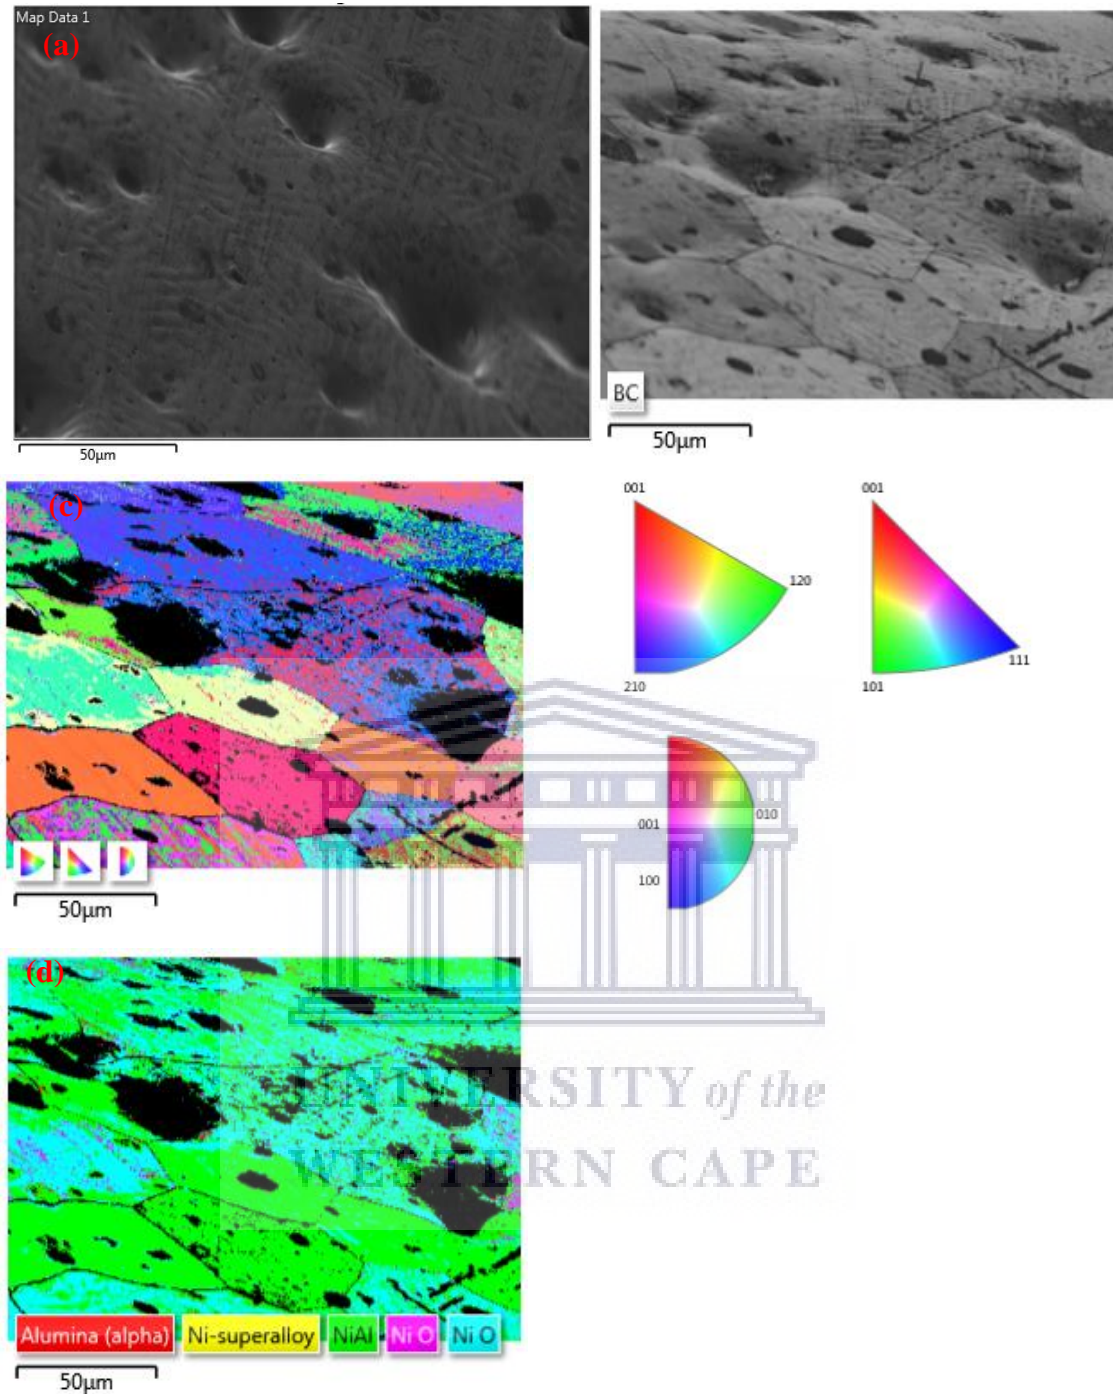 Map Data 1
(a)
50µm
BC
50µm
(c)
50µm
001
120
210
001
111
101
001
010
100
(d)
UNIVERSITY of the
WESTERN CAPE
Alumina (alpha) Ni-superalloy NiAl Ni O Ni O
50µm